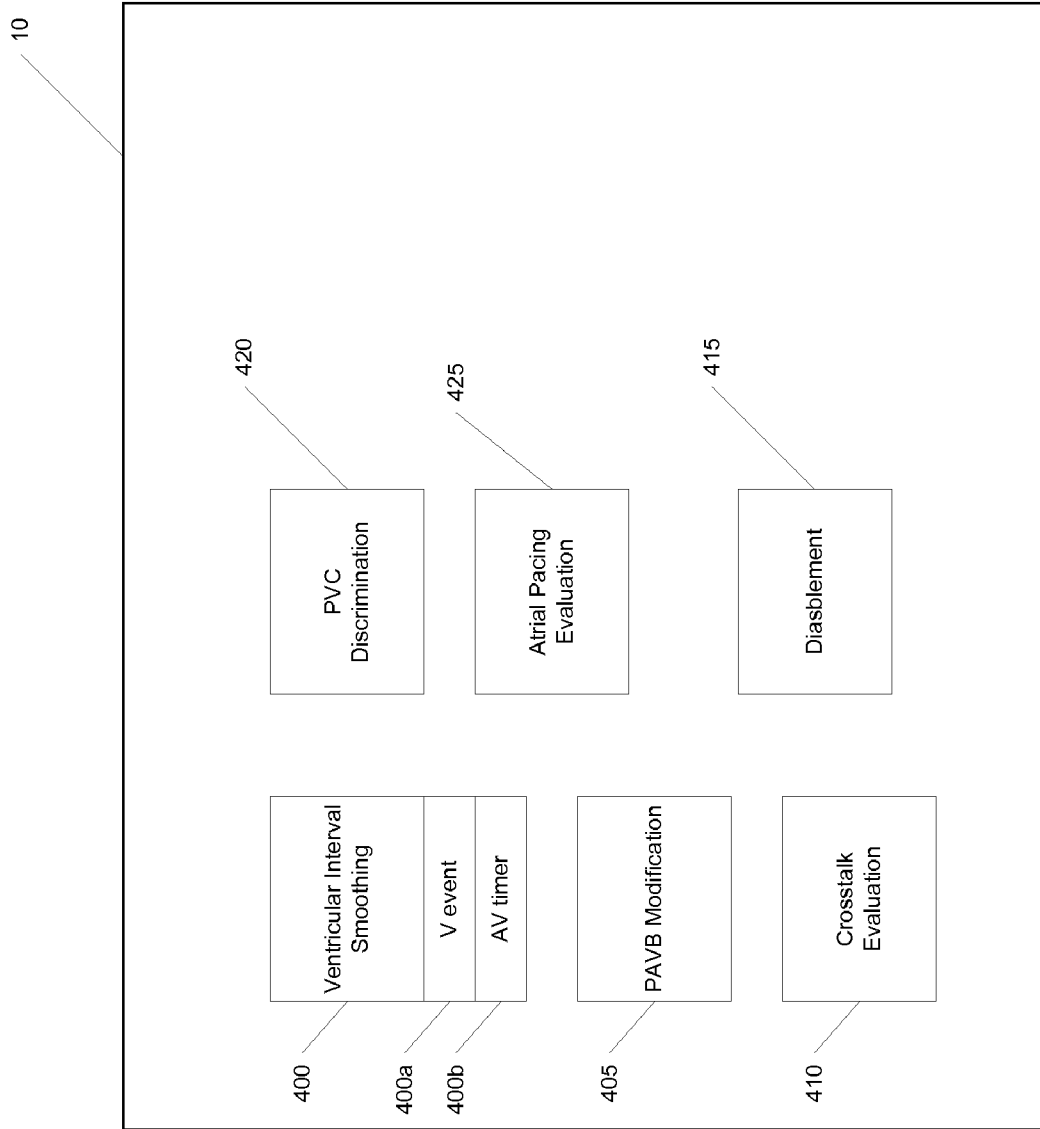 10
400
Ventricular Interval
Smoothing
400a
V event
400b
AV timer
405
PAVB Modification
410
Crosstalk
Evaluation
PVC
Discrimination
420
Atrial Pacing
Evaluation
425
Diasblement
415